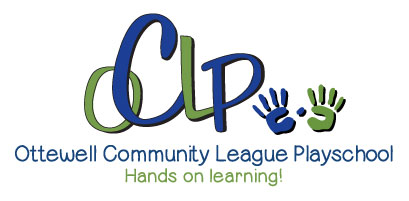 OCLP
Ottewell Community League Playschool
Hands on learning!